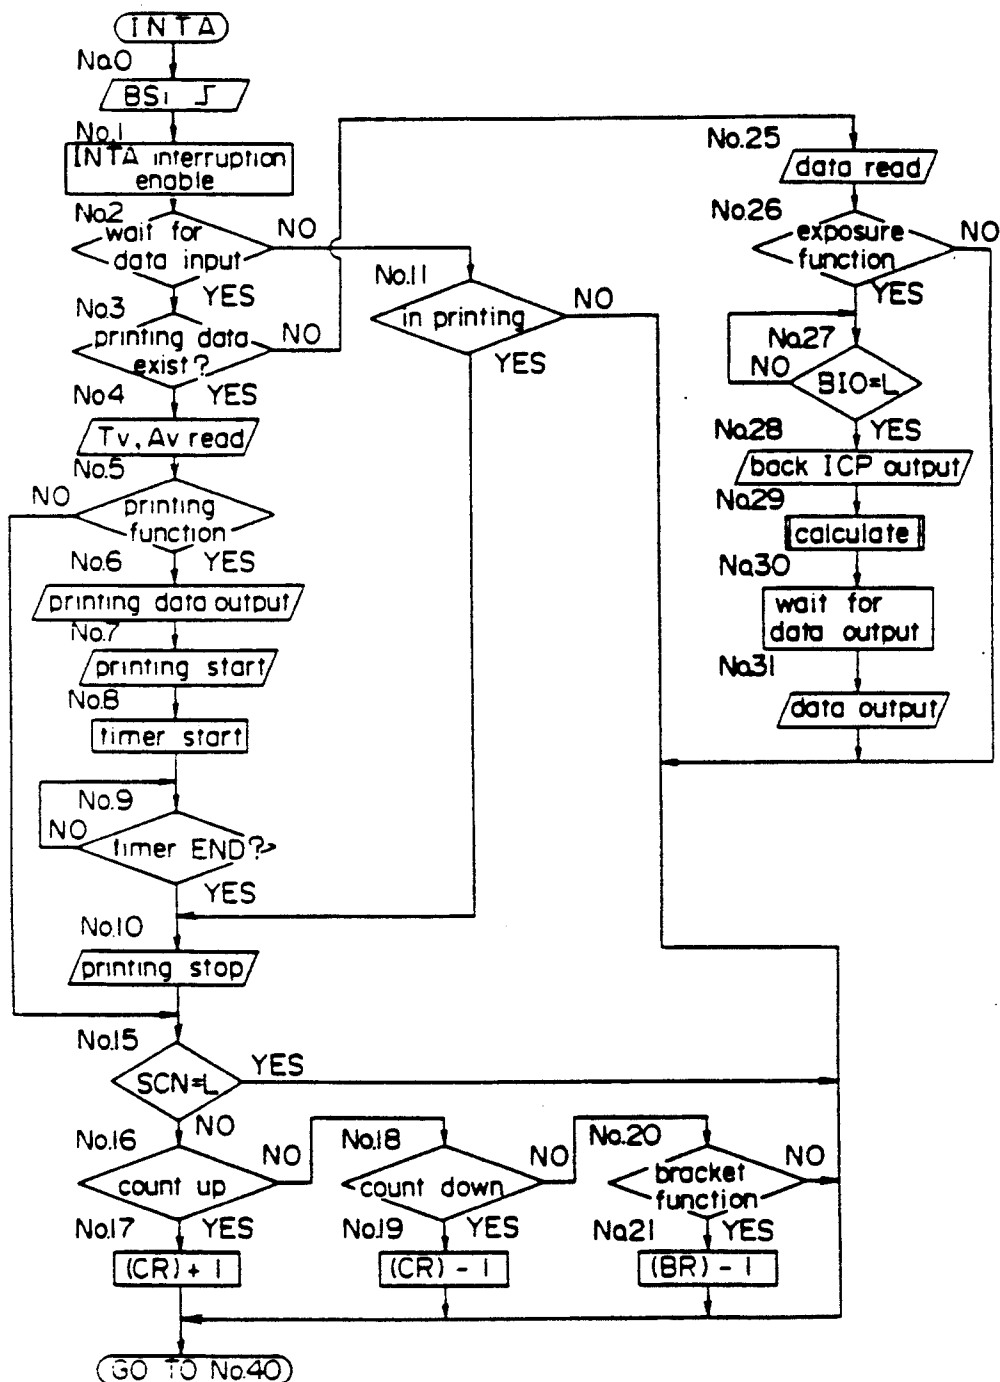 INTA
No.0
BSI
No.1
INTA interruption
enable
No.2
wait for
data input
NO
YES
No.3
printing data
exist?
NO
YES
No4
Tv, Av read
No.5
printing
function
NO
YES
No.6
printing data output
No.7
printing start
No.8
timer start
No.9
timer END?
NO
YES
No.10
printing stop
No.11
in printing
NO
YES
No.15
SCN=L
YES
NO
No.16
count up
NO
YES
No.17
(CR)+1
No.18
count down
NO
YES
No.19
(CR)-1
No.20
bracket
function
NO
YES
No.21
(BR)-1
No.25
data read
No.26
exposure
function
NO
YES
No.27
BIO=L
NO
YES
No.28
back ICP output
No.29
calculate
No.30
wait for
data output
No.31
data output
GO TO No.40